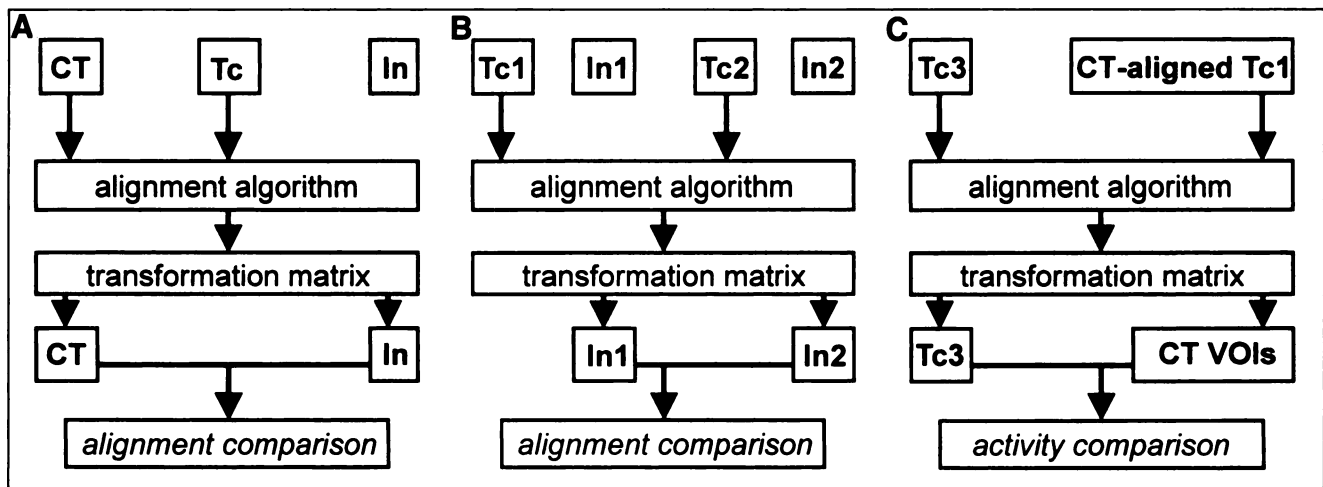 A
CT
Tc
In
alignment algorithm
transformation matrix
CT
In
alignment comparison
B
Tc1
In1
Tc2
In2
alignment algorithm
transformation matrix
In1
In2
alignment comparison
C
Tc3
CT-aligned Tc1
alignment algorithm
transformation matrix
Tc3
CT VOIs
activity comparison